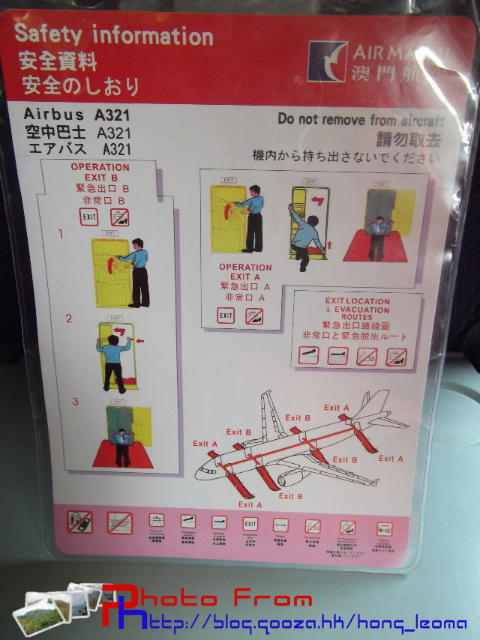 Safety information
安全資料
安全のしおり
AIR MACAU
澳門航
Airbus A321
空中巴士 A321
エアバス A321
Do not remove from aircraft
請勿取去
機内から持ち出さないでください
OPERATION
EXIT B
緊急出口 B
非常口 B
EXIT
1
EXIT
2
EXIT
3
EXIT
EXIT
EXIT
EXIT
OPERATION
EXIT A
緊急出口 A
非常口 A
EXIT
EXIT LOCATION
& EVACUATION
ROUTES
緊急出口路綫圖
非常口と緊急脱出ルート
Exit A
Exit B
Exit B
Exit A
Exit B
Exit A
Exit B
Exit A
EXIT
Photo From
http://blog.qooza.hk/hong_leoma